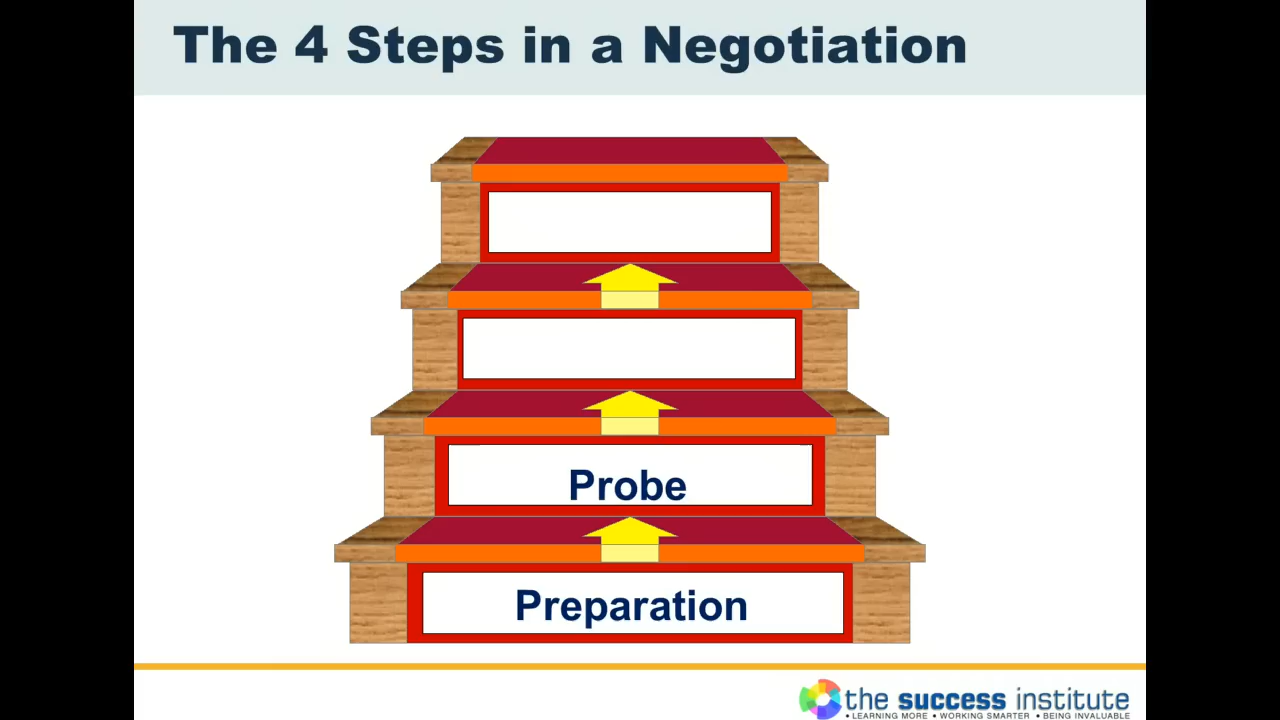 The 4 Steps in a Negotiation
Probe
Preparation
the success institute
• LEARNING MORE • WORKING SMARTER • BEING INVALUABLE